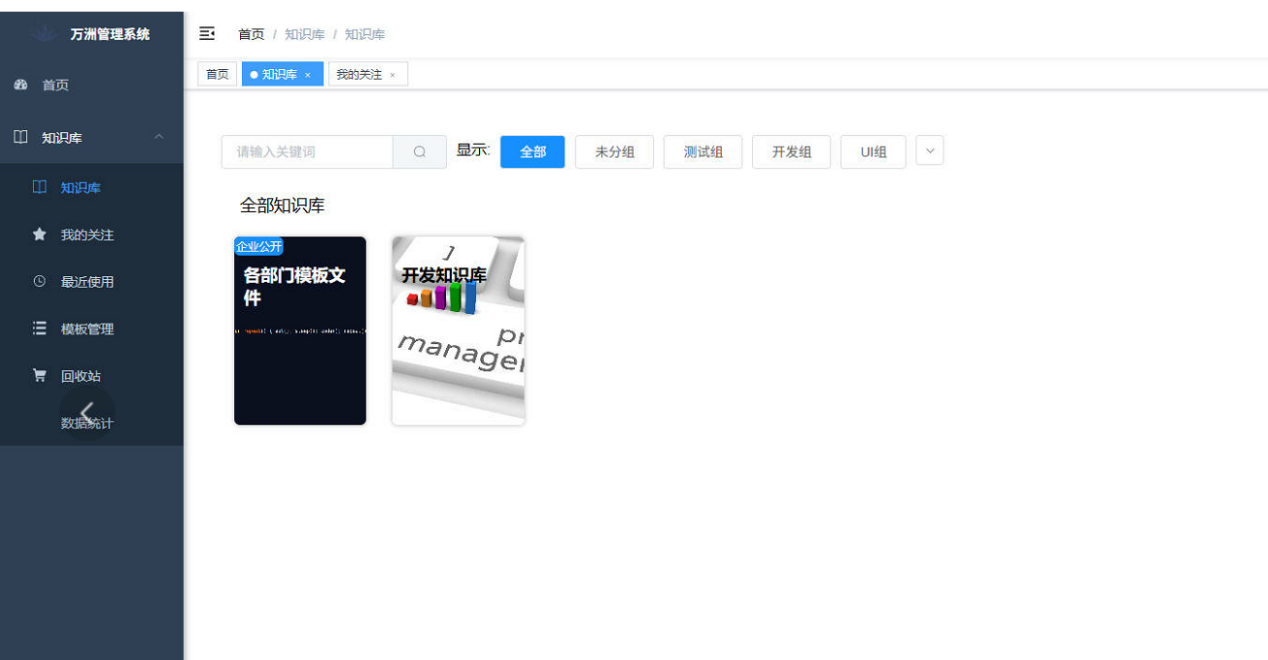 万洲管理系统
首页 / 知识库 / 知识库
首页 知识库 × 我的关注 ×
首页
知识库
知识库
我的关注
最近使用
模板管理
回收站
数据统计
请输入关键词
显示: 全部 未分组 测试组 开发组 UI组
全部知识库
企业公开
各部门模板文
件
]
开发知识库
pr
manager